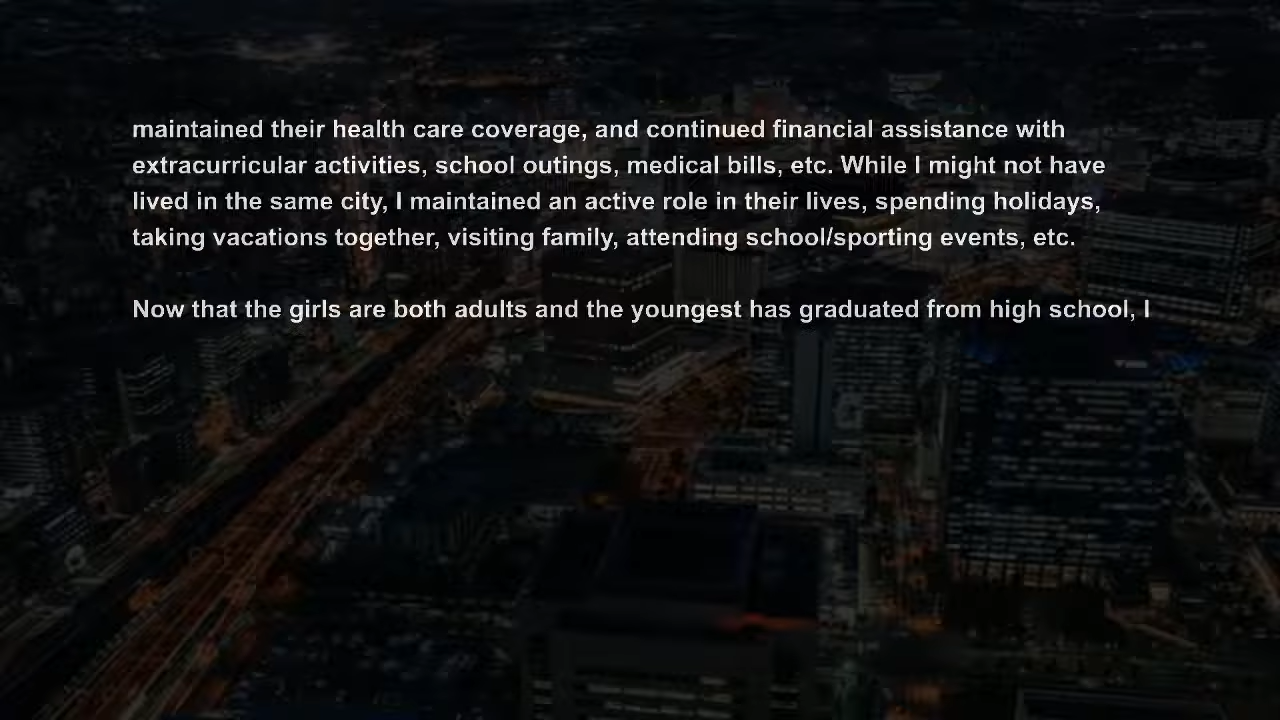 maintained their health care coverage, and continued financial assistance with
extracurricular activities, school outings, medical bills, etc. While I might not have
lived in the same city, I maintained an active role in their lives, spending holidays,
taking vacations together, visiting family, attending school/sporting events, etc.
Now that the girls are both adults and the youngest has graduated from high school, I